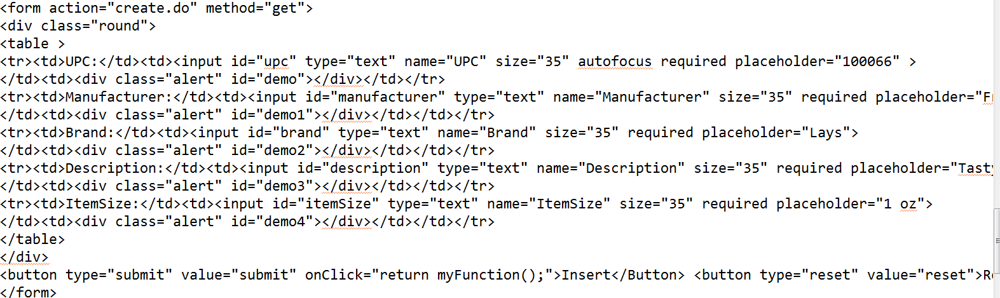 <form action="create.do" method="get">
<div class="round">
<table >
<tr><td>UPC:</td><td><input id="upc" type="text" name="UPC" size="35" autofocus required placeholder="100066" >
</td><td><div class="alert" id="demo"></div></td></tr>
<tr><td>Manufacturer:</td><td><input id="manufacturer" type="text" name="Manufacturer" size="35" required placeholder="Fr
</td><td><div class="alert" id="demo1"></div></td></td></tr>
<tr><td>Brand:</td><td><input id="brand" type="text" name="Brand" size="35" required placeholder="Lays">
</td><td><div class="alert" id="demo2"></div></td></td></tr>
<tr><td>Description:</td><td><input id="description" type="text" name="Description" size="35" required placeholder="Tasty
</td><td><div class="alert" id="demo3"></div></td></td></tr>
<tr><td>ItemSize:</td><td><input id="itemSize" type="text" name="ItemSize" size="35" required placeholder="1 oz">
</td><td><div class="alert" id="demo4"></div></td></td></tr>
</table>
</div>
<button type="submit" value="submit" onClick="return myFunction();">Insert</Button> <button type="reset" value="reset">Re
</form>